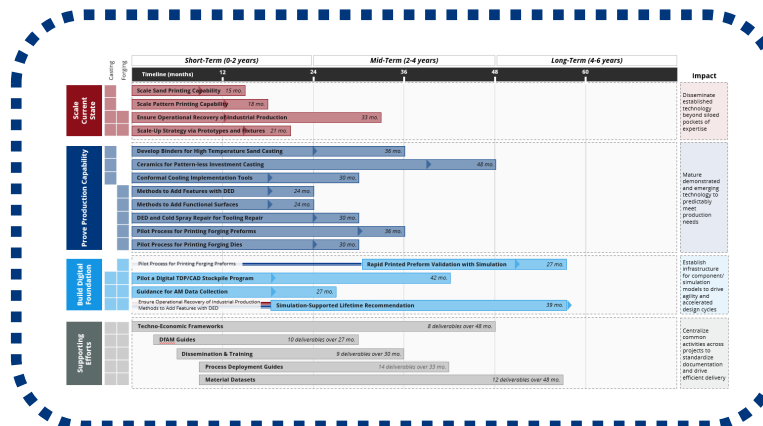 Short-Term (0-2 years) Mid-Term (2-4 years) Long-Term (4-6 years)
Casting Forging
Timeline (months) 12 24 36 48 60
Impact
Scale Current State
Scale Sand Printing Capability 15 mo.
Scale Pattern Printing Capability 18 mo.
Ensure Operational Recovery of Industrial Production 33 mo.
Scale-Up Strategy via Prototypes and Fixtures 21 mo.
Disseminate
established
technology
beyond siloed
pockets of
expertise
Prove Production Capability
Develop Binders for High Temperature Sand Casting 36 mo.
Ceramics for Pattern-less Investment Casting 48 mo.
Conformal Cooling Implementation Tools 30 mo.
Methods to Add Features with DED 24 mo.
Methods to Add Functional Surfaces 24 mo.
DED and Cold Spray Repair for Tooling Repair 30 mo.
Pilot Process for Printing Forging Preforms 36 mo.
Pilot Process for Printing Forging Dies 30 mo.
Mature
demonstrated
and emerging
technology to
predictably
meet
production
needs
Build Digital Foundation
Pilot Process for Printing Forging Preforms Rapid Printed Preform Validation with Simulation 27 mo.
Pilot a Digital TDP/CAD Stockpile Program 42 mo.
Guidance for AM Data Collection 27 mo.
Ensure Operational Recovery of Industrial Production
Methods to Add Features with DED
Simulation-Supported Lifetime Recommendation 39 mo.
Establish
infrastructure
for component/
simulation
models to drive
agility and
accelerated
design cycles
Supporting Efforts
Techno-Economic Frameworks 8 deliverables over 48 mo.
DfAM Guides 10 deliverables over 27 mo.
Dissemination & Training 9 deliverables over 30 mo.
Process Deployment Guides 14 deliverables over 33 mo.
Material Datasets 12 deliverables over 48 mo.
Centralize
common
activities across
projects to
standardize
documentation
and drive
efficient delivery